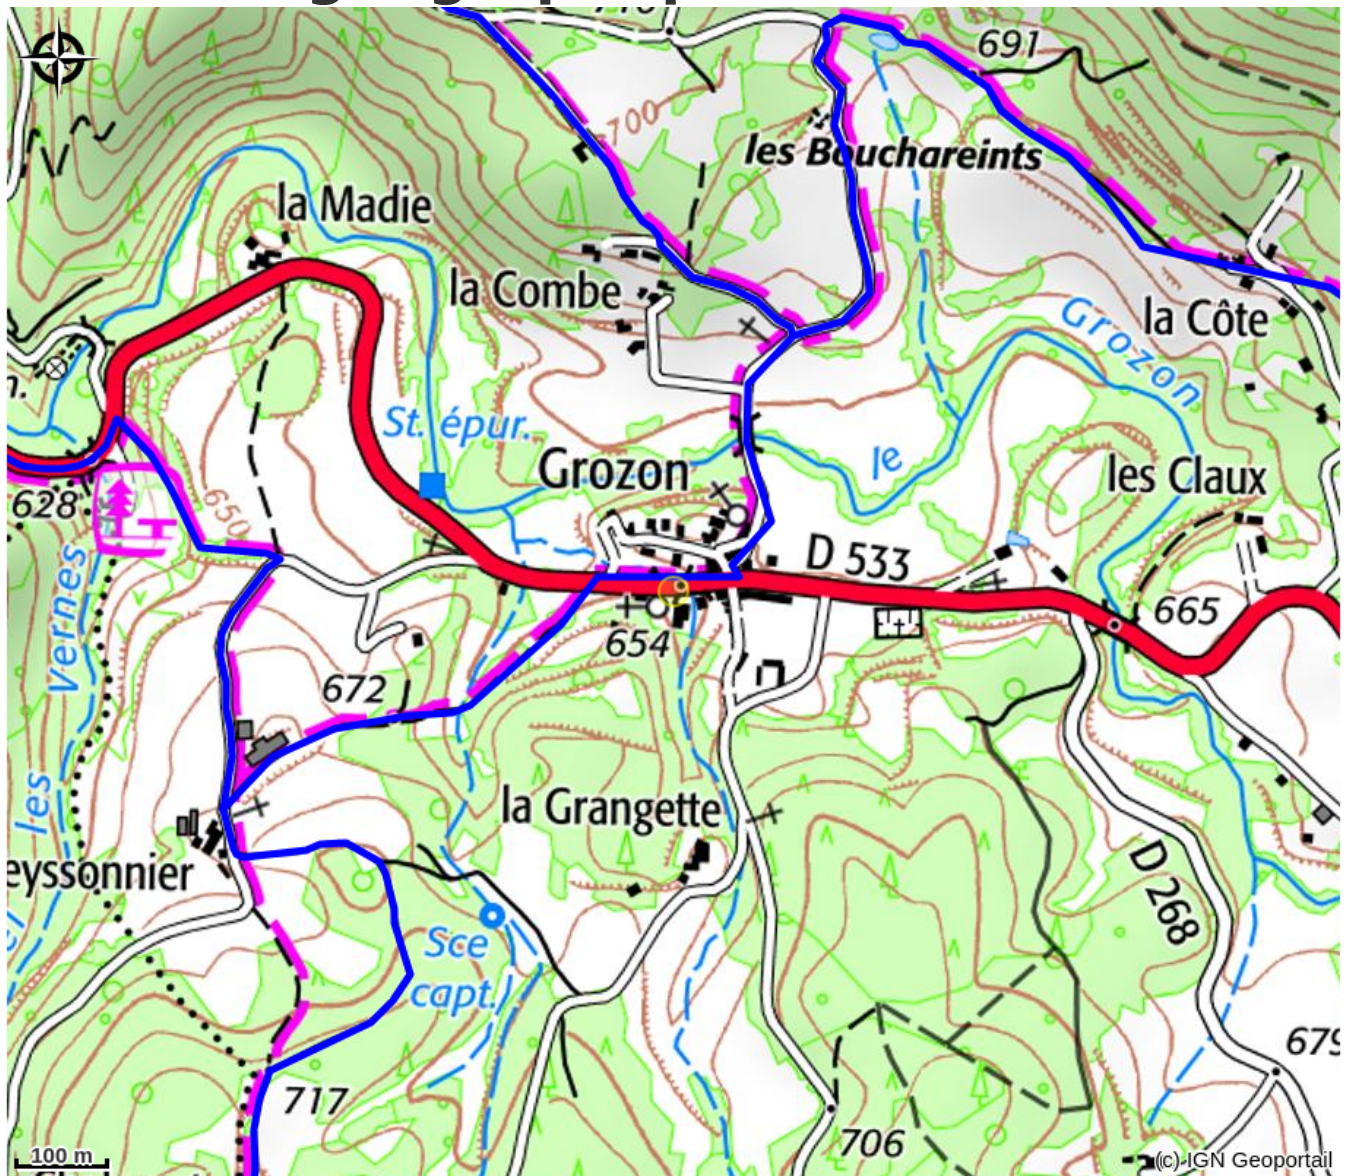 691
700
les Bouchareints
la Madie
la Combe
Grozon
la Côte
St. épur.
Grozon
le
les Claux
628
650
D 533
665
654
les Vernes
672
la Grangette
eyssonnier
D 268
Sce
capt.
679
717
706
100 m
(c) IGN Geoportail